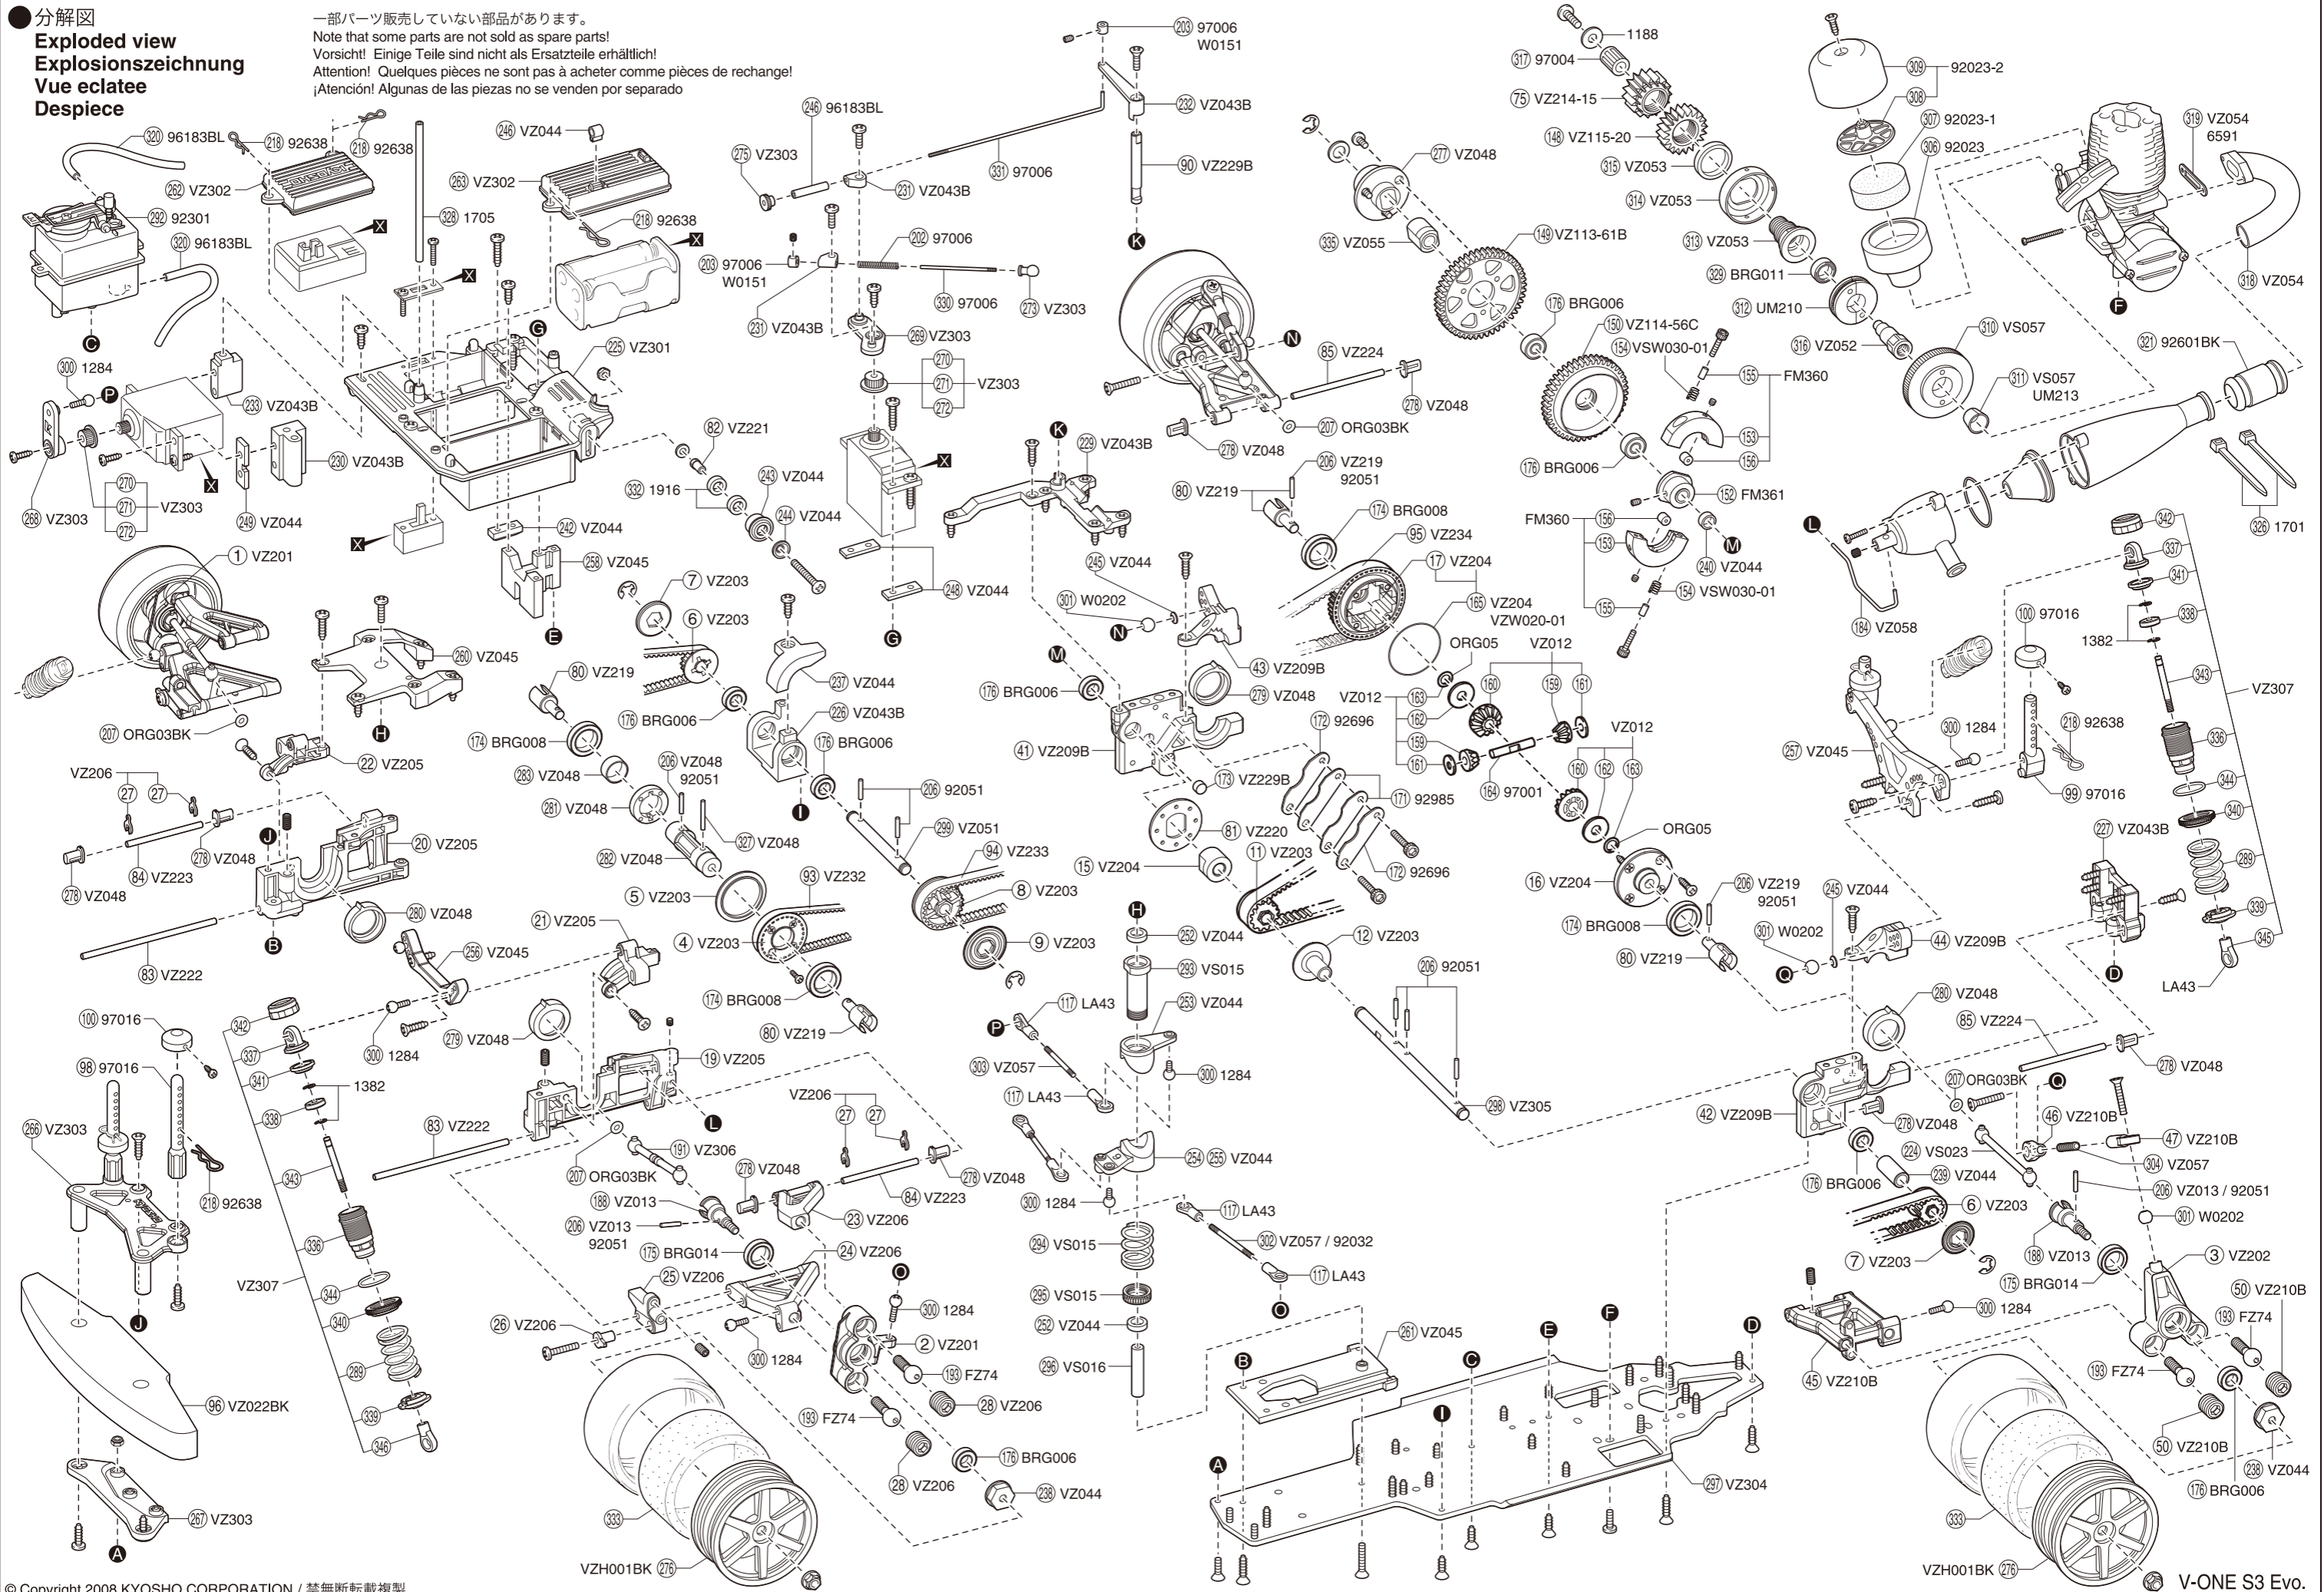 ●分解図
Exploded view
Explosionszeichnung
Vue eclatee
Despiece
一部パーツ販売していない部品があります。
Note that some parts are not sold as spare parts!
Vorsicht! Einige Teile sind nicht als Ersatzteile erhältlich!
Attention! Quelques pièces ne sont pas à acheter comme pièces de rechange!
¡Atención! Algunas de las piezas no se venden por separado
320 96183BL
218 92638
218 92638
262 VZ302
292 92301
320 96183BL
X
328 1705
X
246 VZ044
263 VZ302
218 92638
X
C
300 1284
P
233 VZ043B
G
225 VZ301
230 VZ043B
X
270
271
272
VZ303
268 VZ303
249 VZ044
X
242 VZ044
258 VZ045
E
82 VZ221
332 1916
243 VZ044
244 VZ044
203 97006
W0151
246 96183BL
232 VZ043B
275 VZ303
231 VZ043B
331 97006
90 VZ229B
K
202 97006
203 97006
W0151
231 VZ043B
330 97006
273 VZ303
269 VZ303
270
271
272
VZ303
X
248 VZ044
G
277 VZ048
335 VZ055
149 VZ113-61B
176 BRG006
150 VZ114-56C
154 VSW030-01
155
FM360
153
156
176 BRG006
152 FM361
FM360
156
153
155
240 VZ044
M
154 VSW030-01
1188
317 97004
75 VZ214-15
148 VZ115-20
315 VZ053
314 VZ053
313 VZ053
329 BRG011
312 UM210
316 VZ052
310 VS057
311 VS057
UM213
309
92023-2
308
307 92023-1
306 92023
319 VZ054
6591
318 VZ054
F
321 92601BK
326 1701
L
184 VZ058
N
85 VZ224
278 VZ048
207 ORG03BK
278 VZ048
K
229 VZ043B
206 VZ219
92051
80 VZ219
174 BRG008
95 VZ234
17 VZ204
165 VZ204
VZW020-01
245 VZ044
301 W0202
N
43 VZ209B
279 VZ048
M
176 BRG006
41 VZ209B
173 VZ229B
172 92696
171 92985
172 92696
81 VZ220
15 VZ204
ORG05
VZ012
163
162
160
159
161
VZ012
159
161
164 97001
VZ012
160
162
163
ORG05
16 VZ204
206 VZ219
92051
174 BRG008
80 VZ219
1 VZ201
260 VZ045
H
207 ORG03BK
22 VZ205
VZ206
27
27
278 VZ048
84 VZ223
278 VZ048
J
20 VZ205
280 VZ048
B
83 VZ222
256 VZ045
7 VZ203
6 VZ203
80 VZ219
176 BRG006
237 VZ044
226 VZ043B
174 BRG008
176 BRG006
283 VZ048
206 VZ048
92051
281 VZ048
I
206 92051
327 VZ048
299 VZ051
282 VZ048
94 VZ233
5 VZ203
93 VZ232
8 VZ203
21 VZ205
4 VZ203
9 VZ203
174 BRG008
80 VZ219
11 VZ203
12 VZ203
H
252 VZ044
293 VS015
253 VZ044
206 92051
117 LA43
P
303 VZ057
300 1284
117 LA43
298 VZ305
254 255 VZ044
300 1284
117 LA43
294 VS015
302 VZ057 / 92032
117 LA43
O
295 VS015
252 VZ044
296 VS016
100 97016
342
337
341
1382
338
300 1284
343
VZ307
336
344
340
289
339
346
98 97016
266 VZ303
218 92638
J
96 VZ022BK
267 VZ303
A
279 VZ048
19 VZ205
83 VZ222
L
VZ206
27
27
207 ORG03BK
191 VZ306
278 VZ048
278 VZ048
84 VZ223
188 VZ013
206 VZ013
92051
23 VZ206
175 BRG014
24 VZ206
O
25 VZ206
26 VZ206
300 1284
300 1284
2 VZ201
193 FZ74
28 VZ206
193 FZ74
28 VZ206
176 BRG006
238 VZ044
333
VZH001BK 276
342
337
341
338
1382
100 97016
343
VZ307
300 1284
218 92638
257 VZ045
336
344
99 97016
227 VZ043B
340
289
245 VZ044
301 W0202
339
Q
44 VZ209B
D
345
LA43
280 VZ048
85 VZ224
278 VZ048
207 ORG03BK
Q
42 VZ209B
278 VZ048
46 VZ210B
47 VZ210B
224 VS023
304 VZ057
176 BRG006
239 VZ044
206 VZ013 / 92051
6 VZ203
301 W0202
188 VZ013
3 VZ202
7 VZ203
175 BRG014
50 VZ210B
300 1284
193 FZ74
45 VZ210B
193 FZ74
50 VZ210B
238 VZ044
176 BRG006
333
VZH001BK 276
261 VZ045
B
C
E
F
D
A
I
297 VZ304
© Copyright 2008 KYOSHO CORPORATION / 禁無断転載複製
V-ONE S3 Evo.